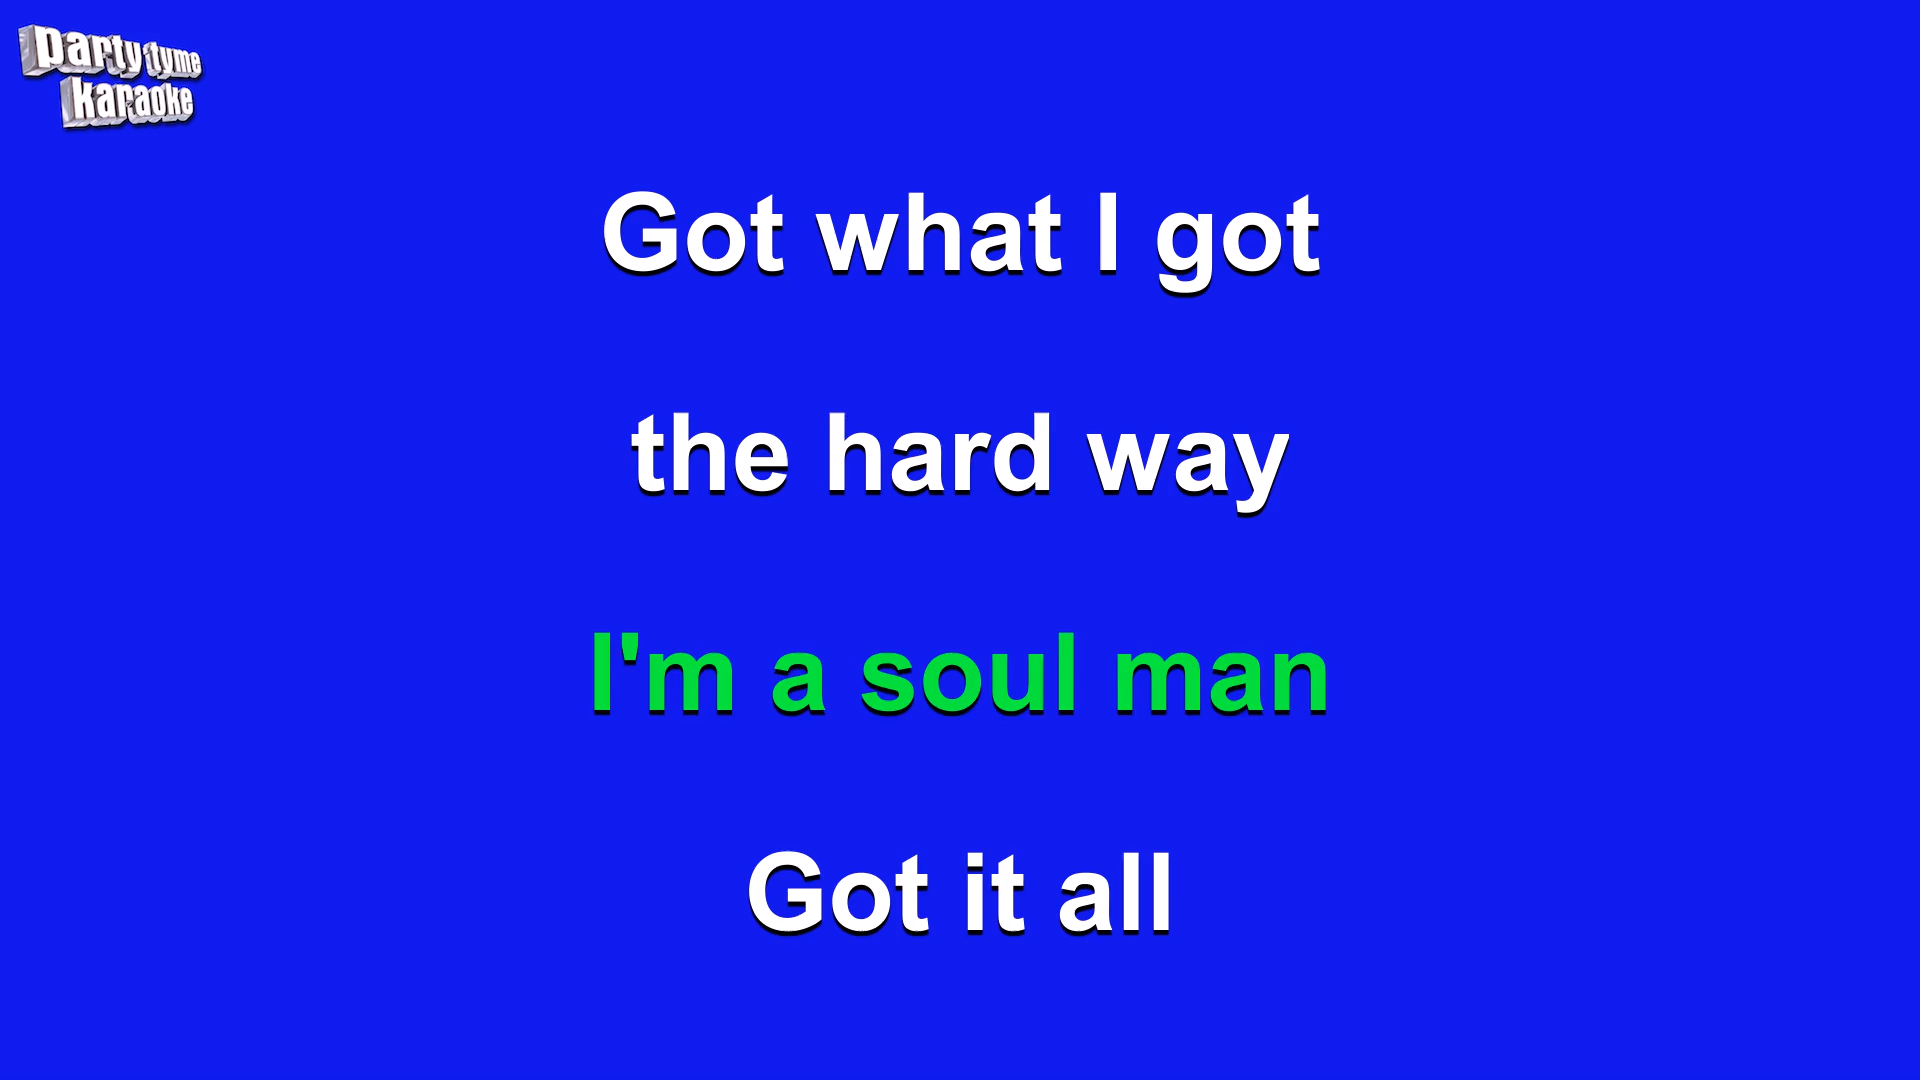 party tyme
karaoke
Got what I got
the hard way
I'm a soul man
Got it all